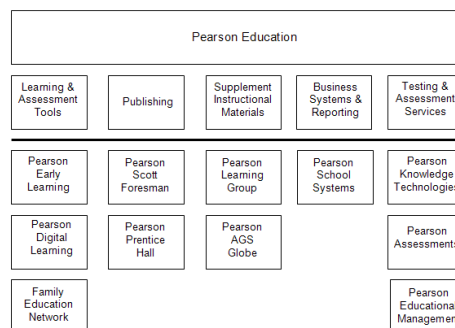 Pearson Education
Learning &
Assessment
Tools
Publishing
Supplement
Instructional
Materials
Business
Systems &
Reporting
Testing &
Assessment
Services
Pearson
Early
Learning
Pearson
Scott
Foresman
Pearson
Learning
Group
Pearson
School
Systems
Pearson
Knowledge
Technologies
Pearson
Digital
Learning
Pearson
Prentice
Hall
Pearson
AGS
Globe
Pearson
Assessments
Family
Education
Network
Pearson
Educational
Management